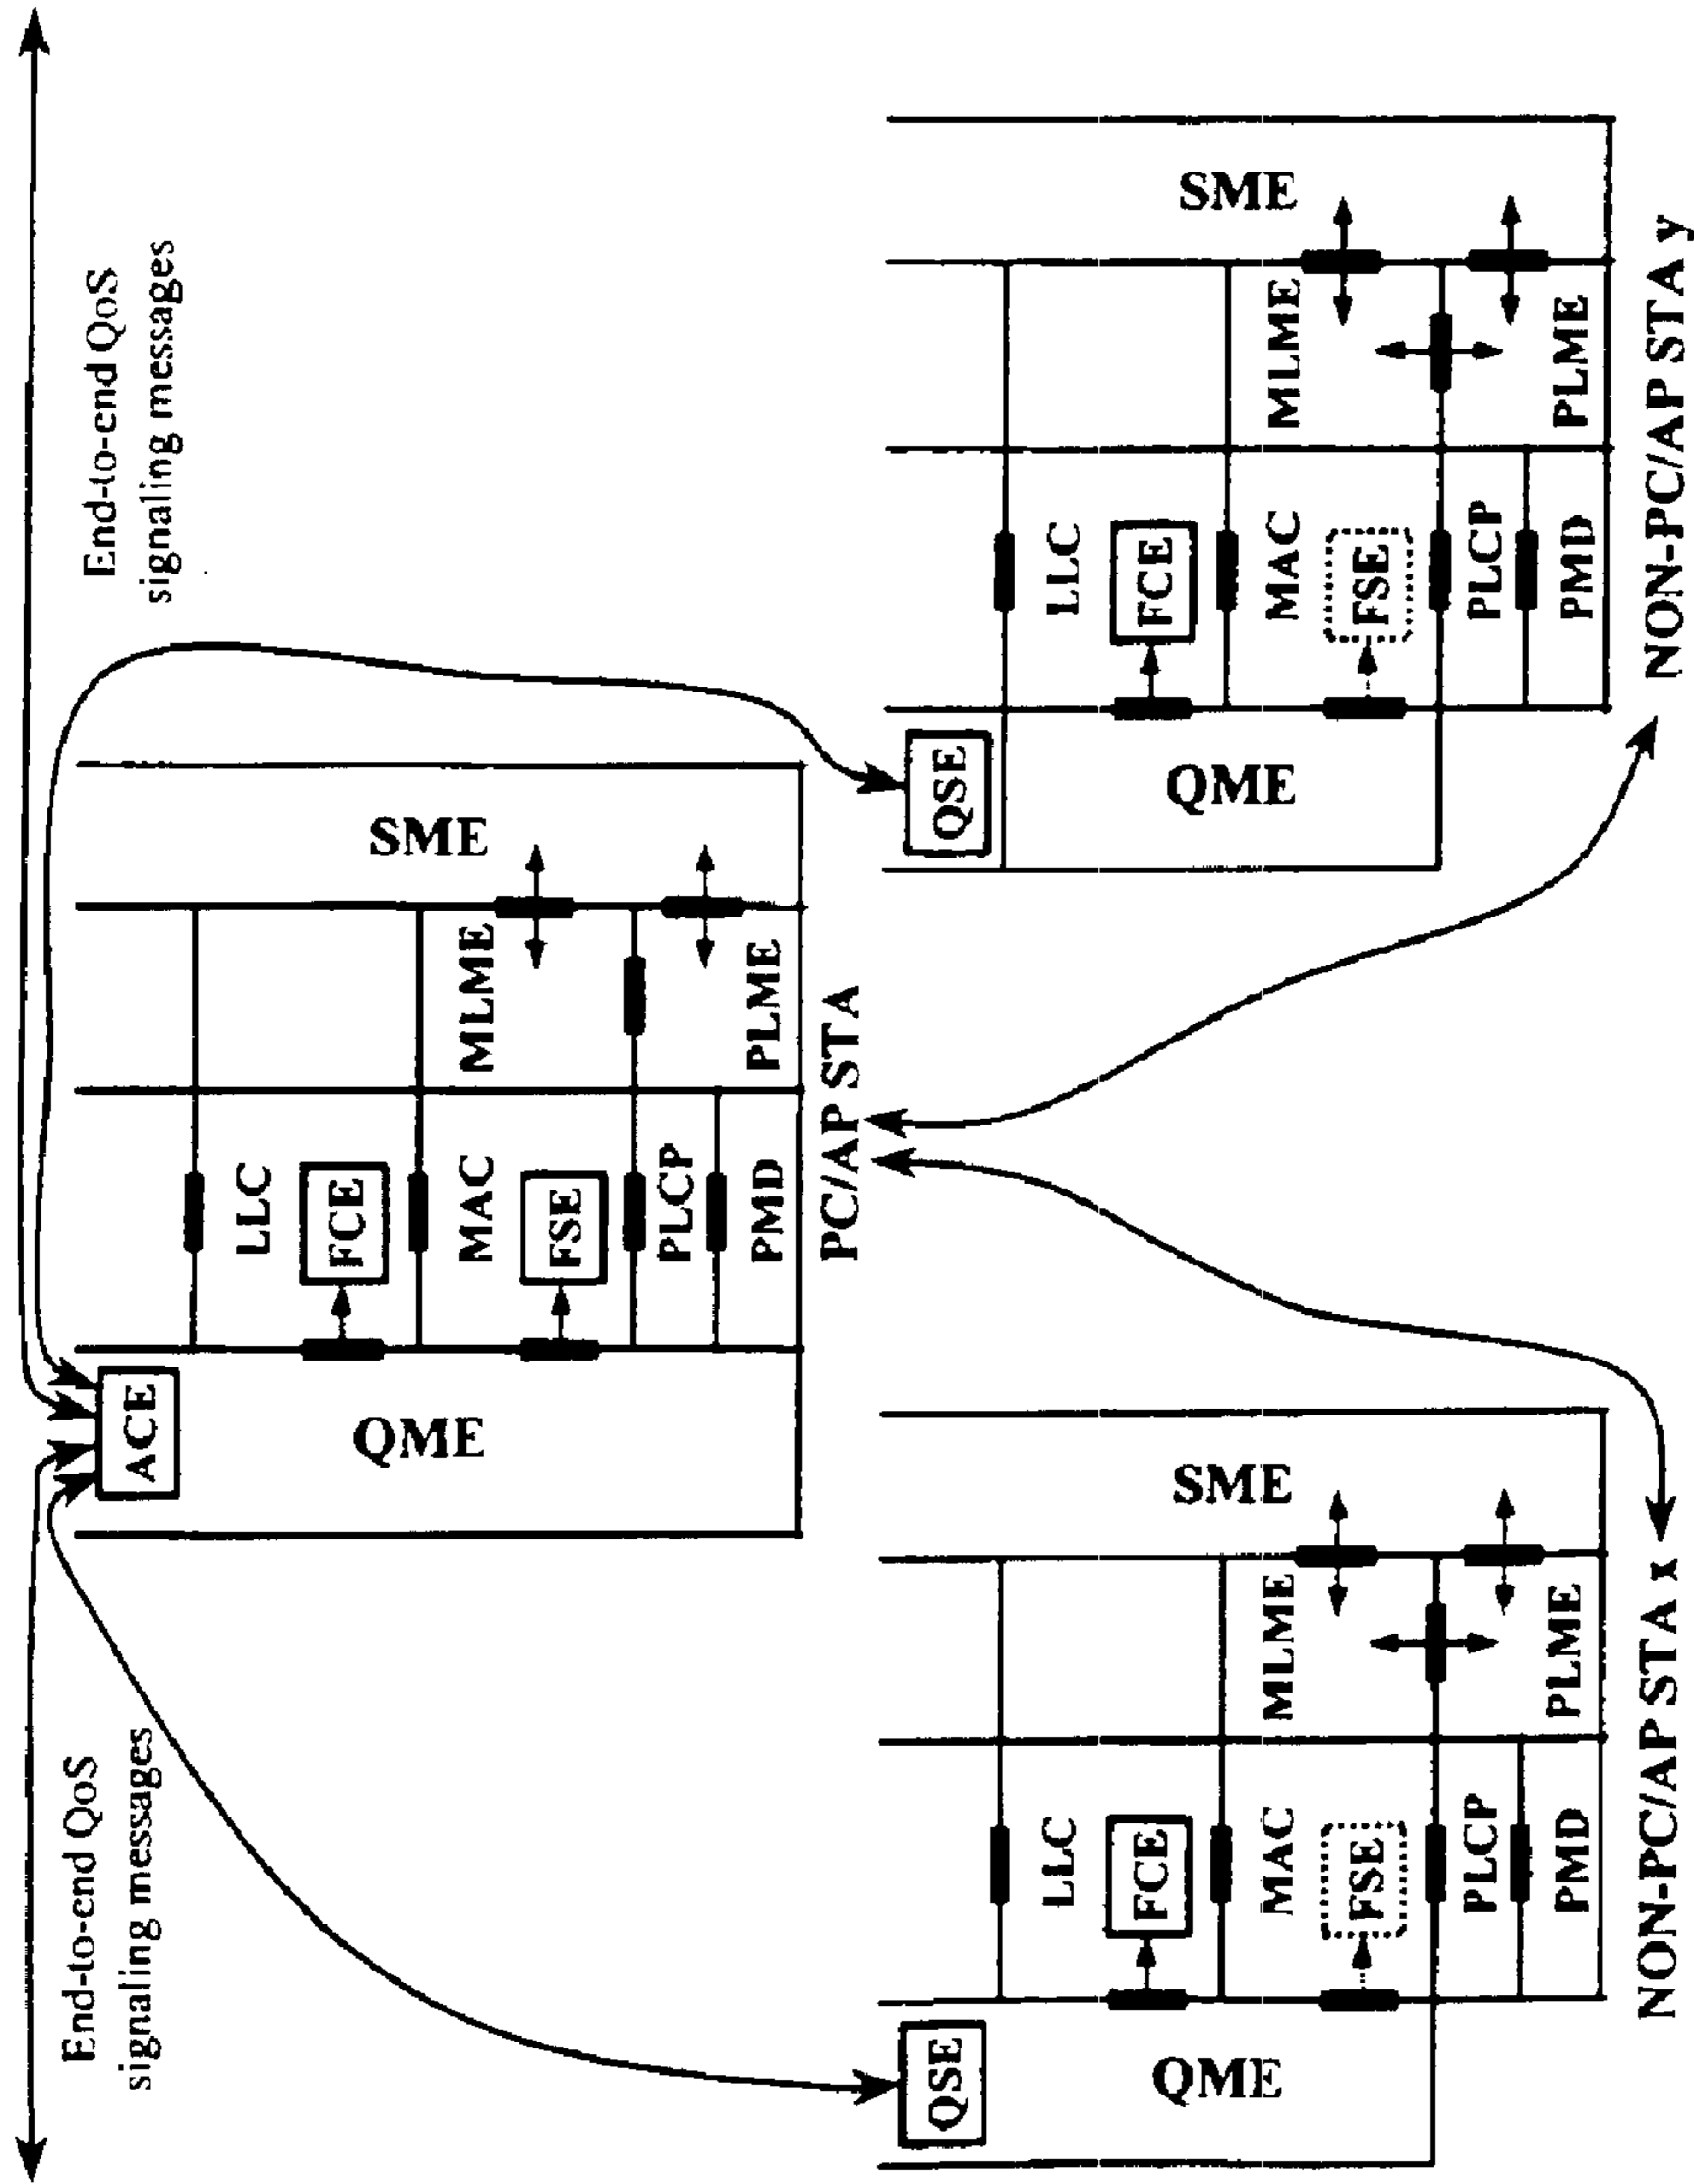 End-to-end QoS
signaling messages
End-to-end QoS
signaling messages
ACE
LLC
FCE
QME
SME
MAC
MLME
FSE
PLCP
PMD
PLME
PC/AP STA
QSE
LLC
FCE
QME
SME
MAC
MLME
FSE
PLCP
PMD
PLME
NON-PC/AP STA x
QSE
LLC
FCE
QME
SME
MAC
MLME
FSE
PLCP
PMD
PLME
NON-PC/AP STA y